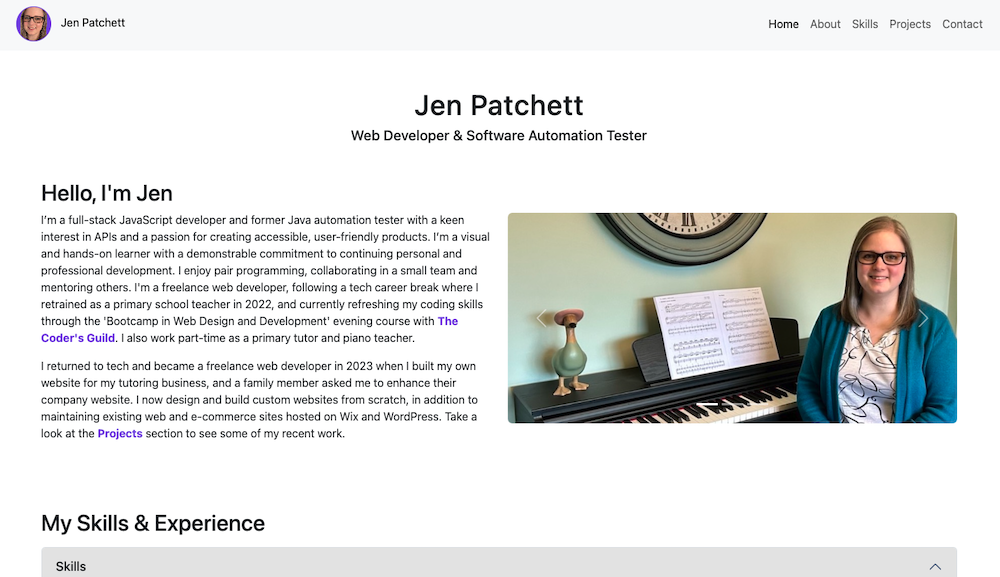 Jen Patchett
Home About Skills Projects Contact
Jen Patchett
Web Developer & Software Automation Tester
Hello, I'm Jen
I’m a full-stack JavaScript developer and former Java automation tester with a keen
interest in APIs and a passion for creating accessible, user-friendly products. I’m a visual
and hands-on learner with a demonstrable commitment to continuing personal and
professional development. I enjoy pair programming, collaborating in a small team and
mentoring others. I'm a freelance web developer, following a tech career break where I
retrained as a primary school teacher in 2022, and currently refreshing my coding skills
through the 'Bootcamp in Web Design and Development' evening course with The
Coder's Guild. I also work part-time as a primary tutor and piano teacher.
I returned to tech and became a freelance web developer in 2023 when I built my own
website for my tutoring business, and a family member asked me to enhance their
company website. I now design and build custom websites from scratch, in addition to
maintaining existing web and e-commerce sites hosted on Wix and WordPress. Take a
look at the Projects section to see some of my recent work.
My Skills & Experience
Skills